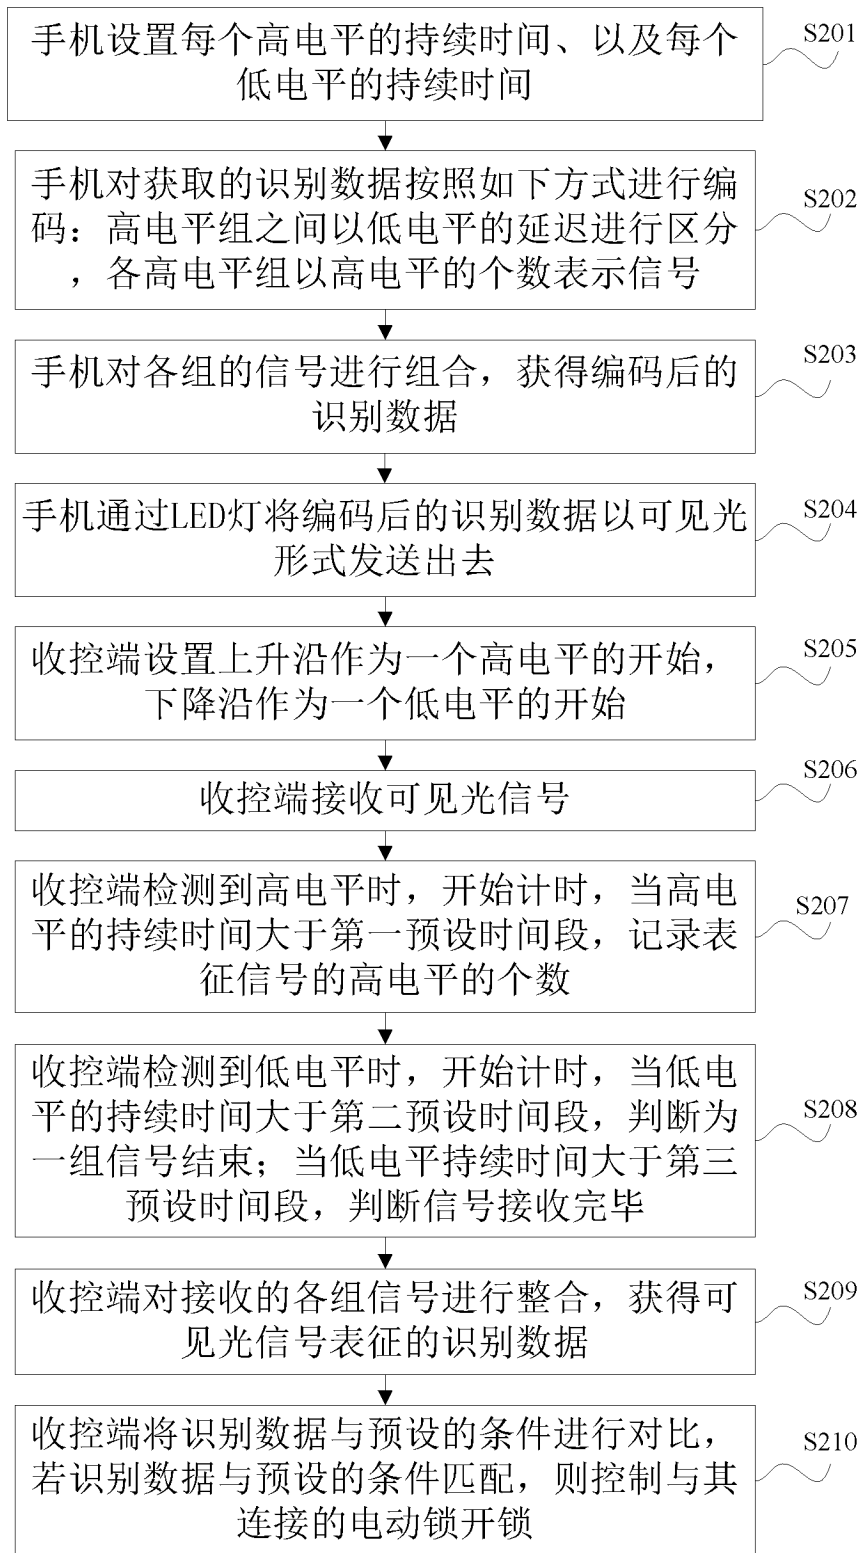 手机设置每个高电平的持续时间、以及每个
低电平的持续时间
S201
手机对获取的识别数据按照如下方式进行编
码：高电平组之间以低电平的延迟进行区分
，各高电平组以高电平的个数表示信号
S202
手机对各组的信号进行组合，获得编码后的
识别数据
S203
手机通过LED灯将编码后的识别数据以可见光
形式发送出去
S204
收控端设置上升沿作为一个高电平的开始，
下降沿作为一个低电平的开始
S205
收控端接收可见光信号
S206
收控端检测到高电平时，开始计时，当高电
平的持续时间大于第一预设时间段，记录表
征信号的高电平的个数
S207
收控端检测到低电平时，开始计时，当低电
平的持续时间大于第二预设时间段，判断为
一组信号结束；当低电平持续时间大于第三
预设时间段，判断信号接收完毕
S208
收控端对接收的各组信号进行整合，获得可
见光信号表征的识别数据
S209
收控端将识别数据与预设的条件进行对比，
若识别数据与预设的条件匹配，则控制与其
连接的电动锁开锁
S210